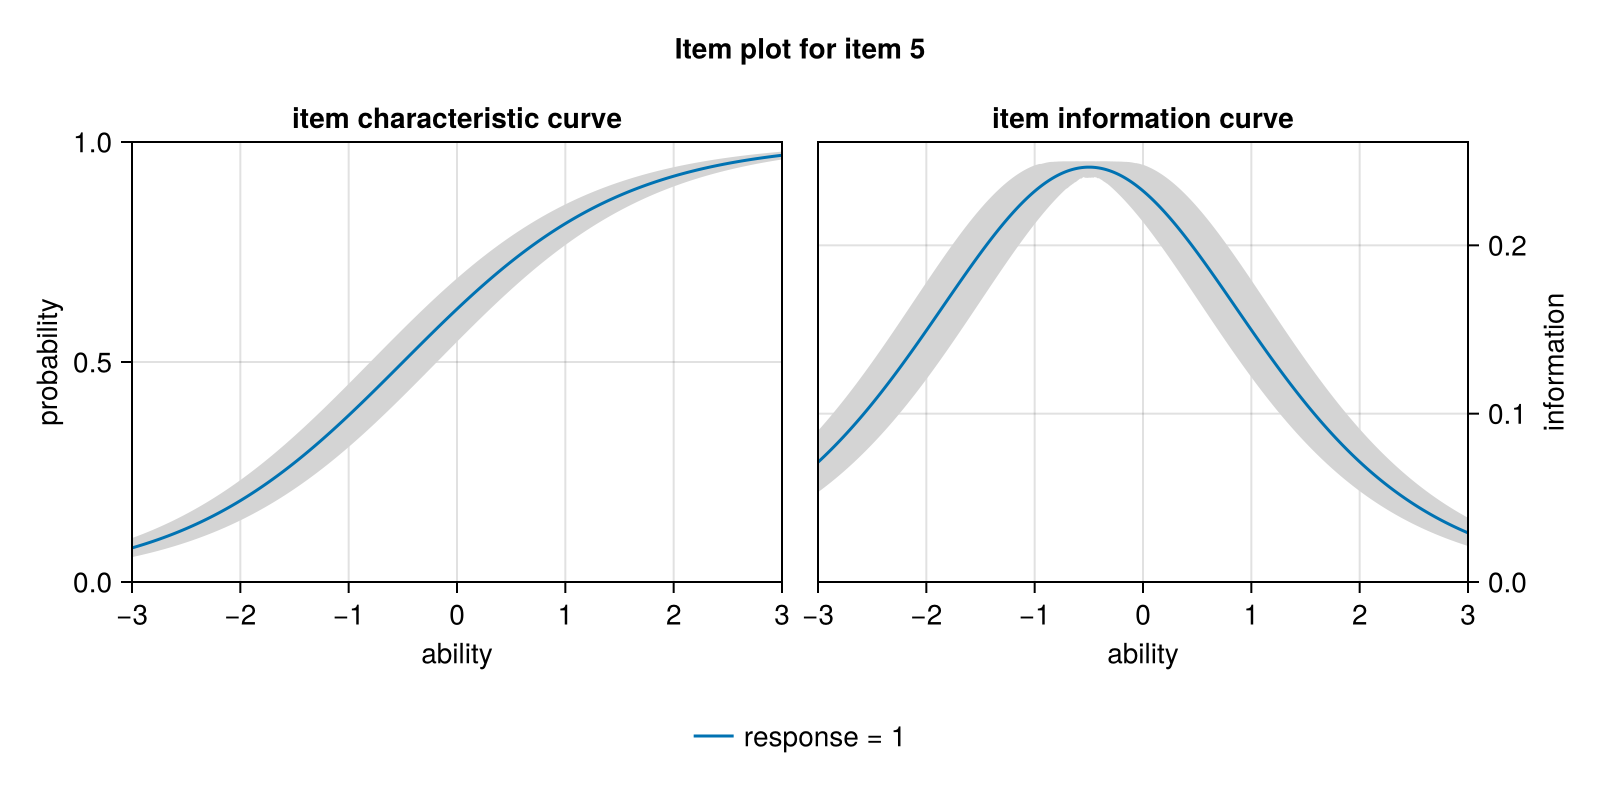 Item plot for item 5
item characteristic curve
item information curve
1.0
0.5
0.0
probability
−3 −2 −1 0 1 2 3
ability
0.2
0.1
0.0
information
−3 −2 −1 0 1 2 3
ability
response = 1